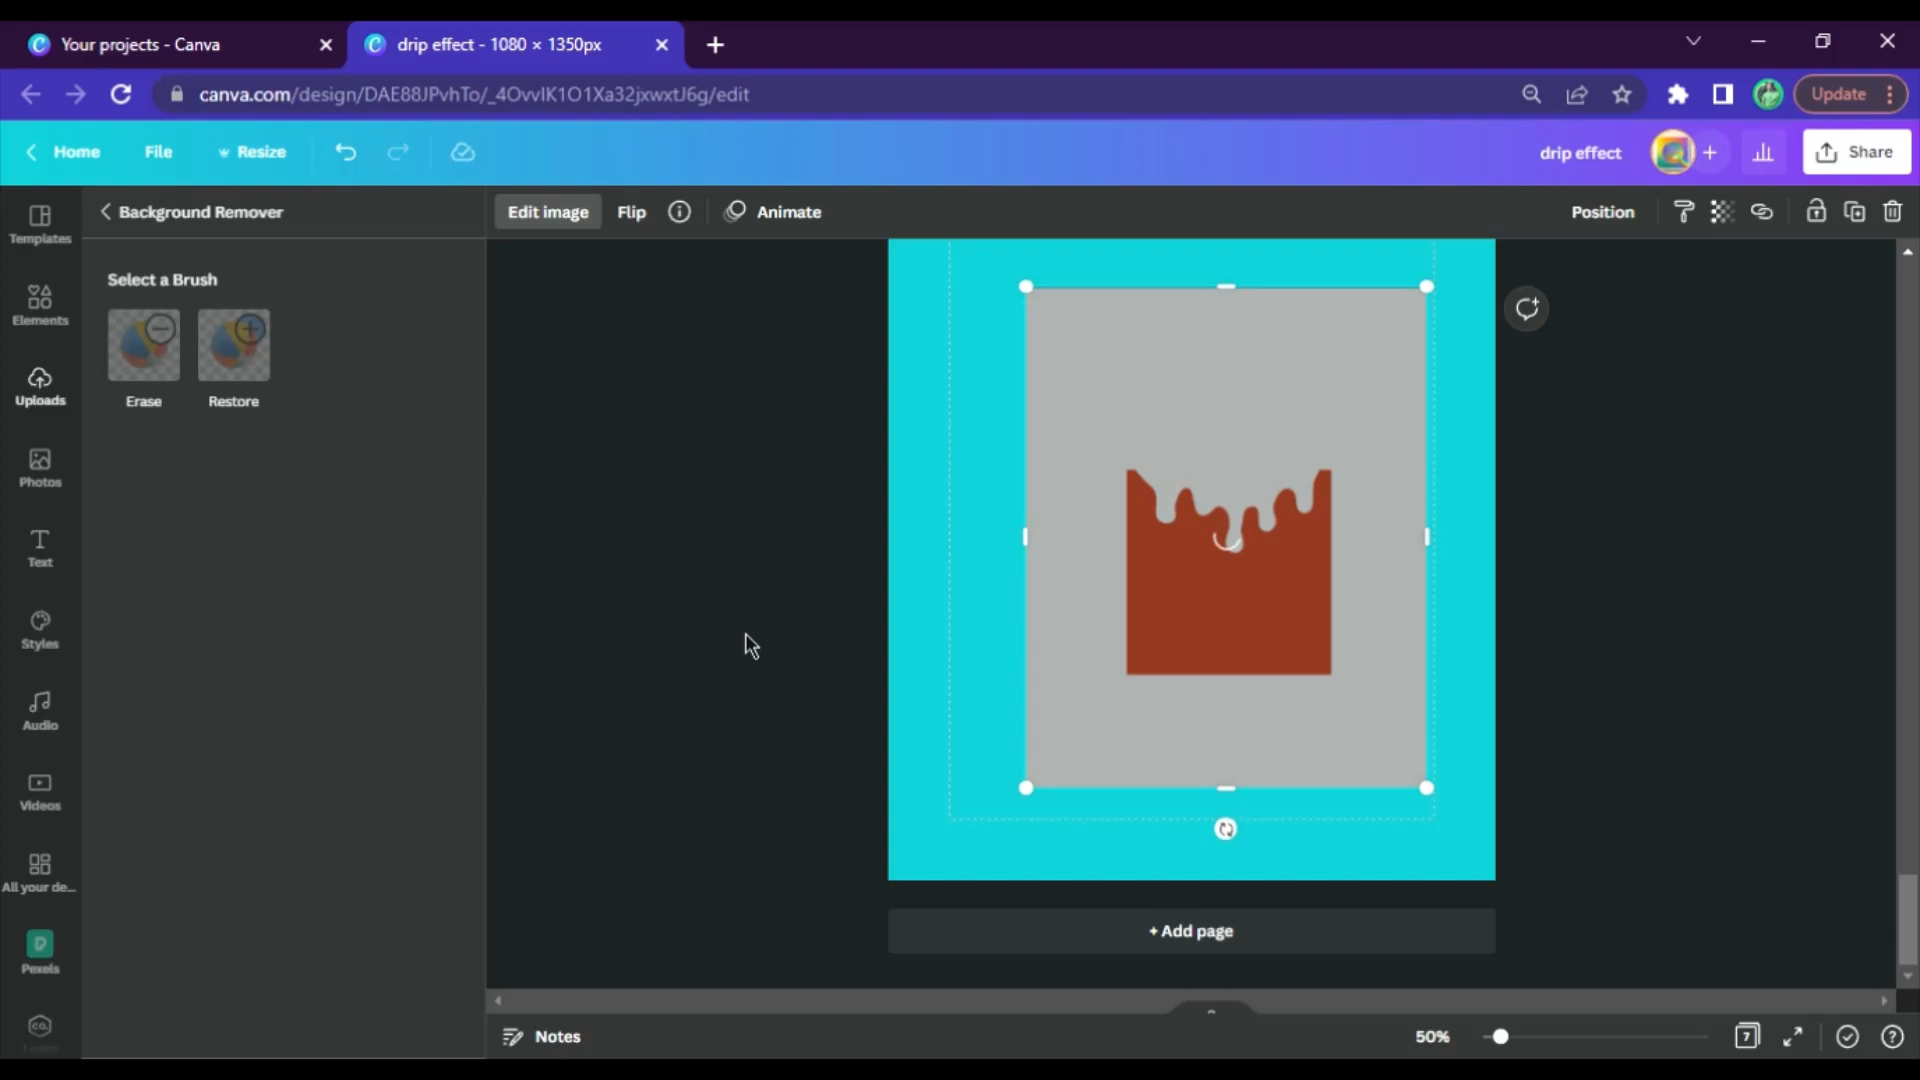 Your projects - Canva
drip effect - 1080 × 1350px
canva.com/design/DAE88JPvhTo/_4OvvIK1O1Xa32jxwxtJ6g/edit
Update
Home
File
Resize
drip effect
Share
Background Remover
Edit image
Flip
Animate
Position
Templates
Elements
Uploads
Photos
Text
Styles
Audio
Videos
All your de...
Pexels
co.
Select a Brush
Erase
Restore
+ Add page
Notes
50%
7